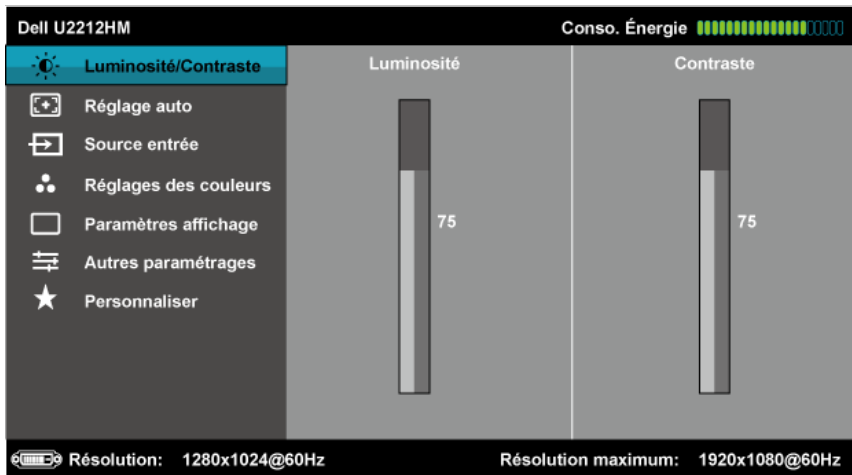 Dell U2212HM Conso. Énergie
Luminosité/Contraste Luminosité Contraste
Réglage auto
Source entrée
Réglages des couleurs
Paramètres affichage 75 75
Autres paramétrages
Personnaliser
Résolution: 1280x1024@60Hz Résolution maximum: 1920x1080@60Hz